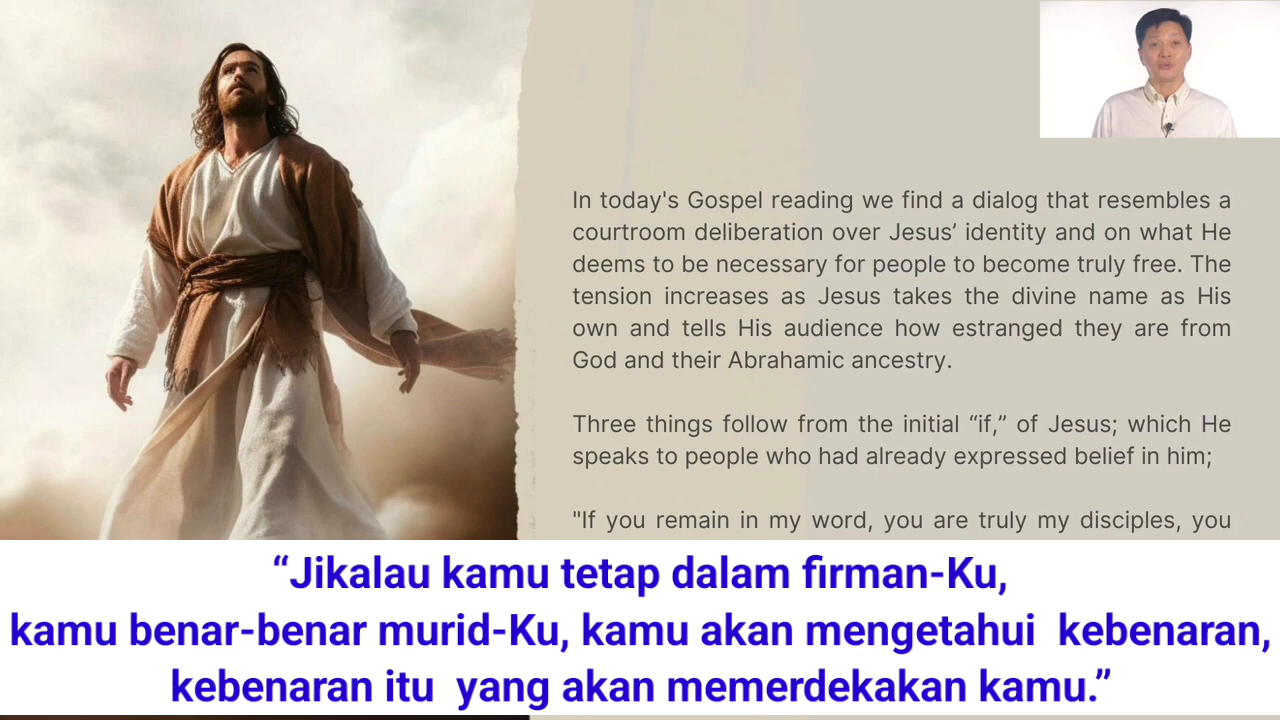 In today's Gospel reading we find a dialog that resembles a
courtroom deliberation over Jesus’ identity and on what He
deems to be necessary for people to become truly free. The
tension increases as Jesus takes the divine name as His
own and tells His audience how estranged they are from
God and their Abrahamic ancestry.
Three things follow from the initial “if,” of Jesus; which He
speaks to people who had already expressed belief in him;
"If you remain in my word, you are truly my disciples, you
“Jikalau kamu tetap dalam firman-Ku,
kamu benar-benar murid-Ku, kamu akan mengetahui kebenaran,
kebenaran itu yang akan memerdekakan kamu.”